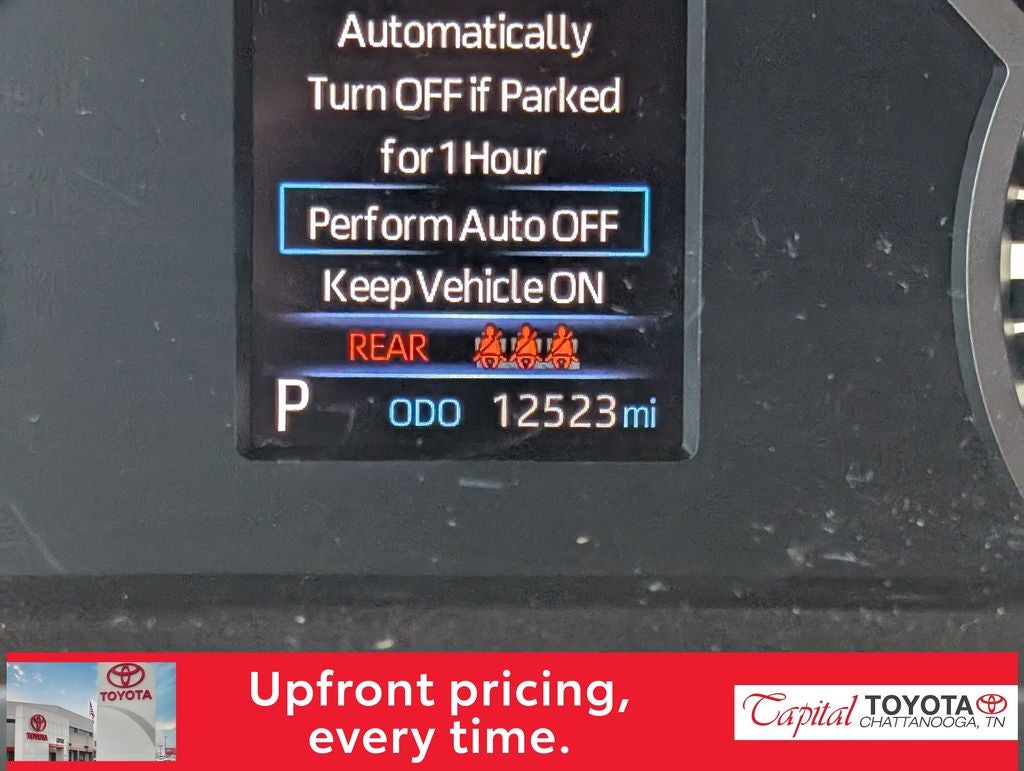 Automatically
Turn OFF if Parked
for 1 Hour
Perform Auto OFF
Keep Vehicle ON
REAR
P ODO 12523 mi
TOYOTA
TOYOTA
Upfront pricing,
every time.
Capital TOYOTA
CHATTANOOGA, TN